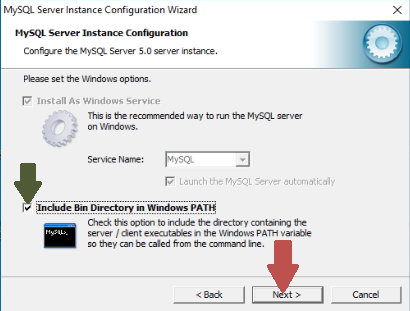 MySQL Server Instance Configuration Wizard
MySQL Server Instance Configuration
Configure the MySQL Server 5.0 server instance.
Please set the Windows options.
Install As Windows Service
This is the recommended way to run the MySQL server
on Windows.
Service Name:
MySQL
Launch the MySQL Server automatically
Include Bin Directory in Windows PATH
MySQL>_
Check this option to include the directory containing the
server / client executables in the Windows PATH variable
so they can be called from the command line.
< Back
Next >
Cancel